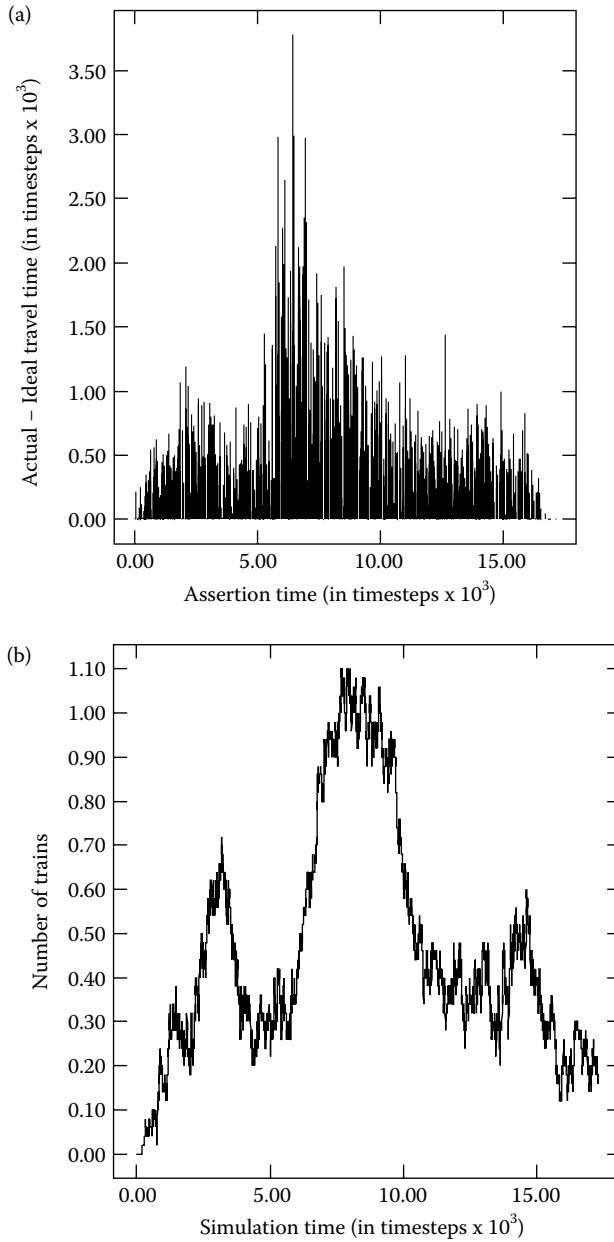 (a)
3.50
3.00
2.50
2.00
1.50
1.00
0.50
0.00
Actual – Ideal travel time (in timesteps x 10³)
0.00 5.00 10.00 15.00
Assertion time (in timesteps x 10³)
(b)
1.10
1.00
0.90
0.80
0.70
0.60
0.50
0.40
0.30
0.20
0.10
0.00
Number of trains
0.00 5.00 10.00 15.00
Simulation time (in timesteps x 10³)